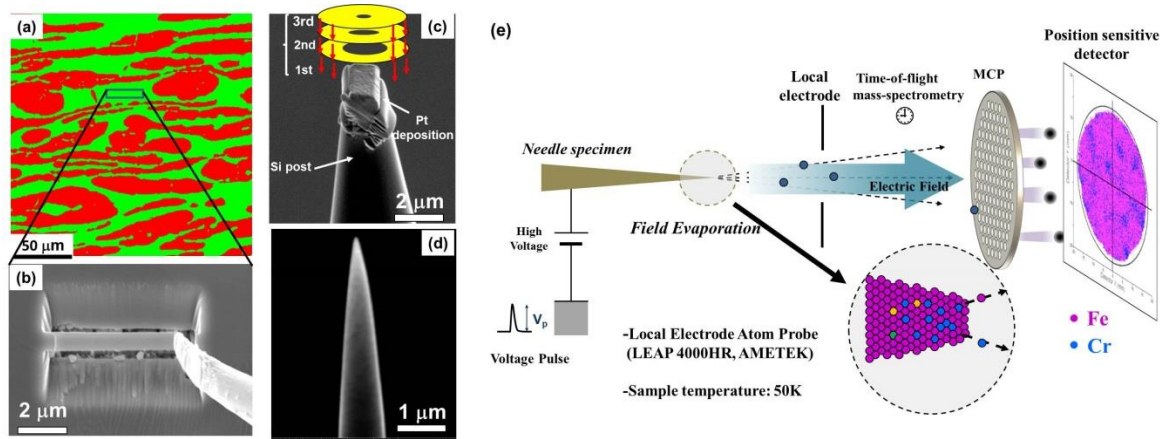 (a)
50 μm
(b)
2 μm
(c)
3rd
2nd
1st
Pt
deposition
Si post
2 μm
(d)
1 μm
(e)
Needle specimen
High
Voltage
Vp
Voltage Pulse
Field Evaporation
Local
electrode
Time-of-flight
mass-spectrometry
Electric Field
MCP
Position sensitive
detector
-Local Electrode Atom Probe
(LEAP 4000HR, AMETEK)
-Sample temperature: 50K
Fe
Cr